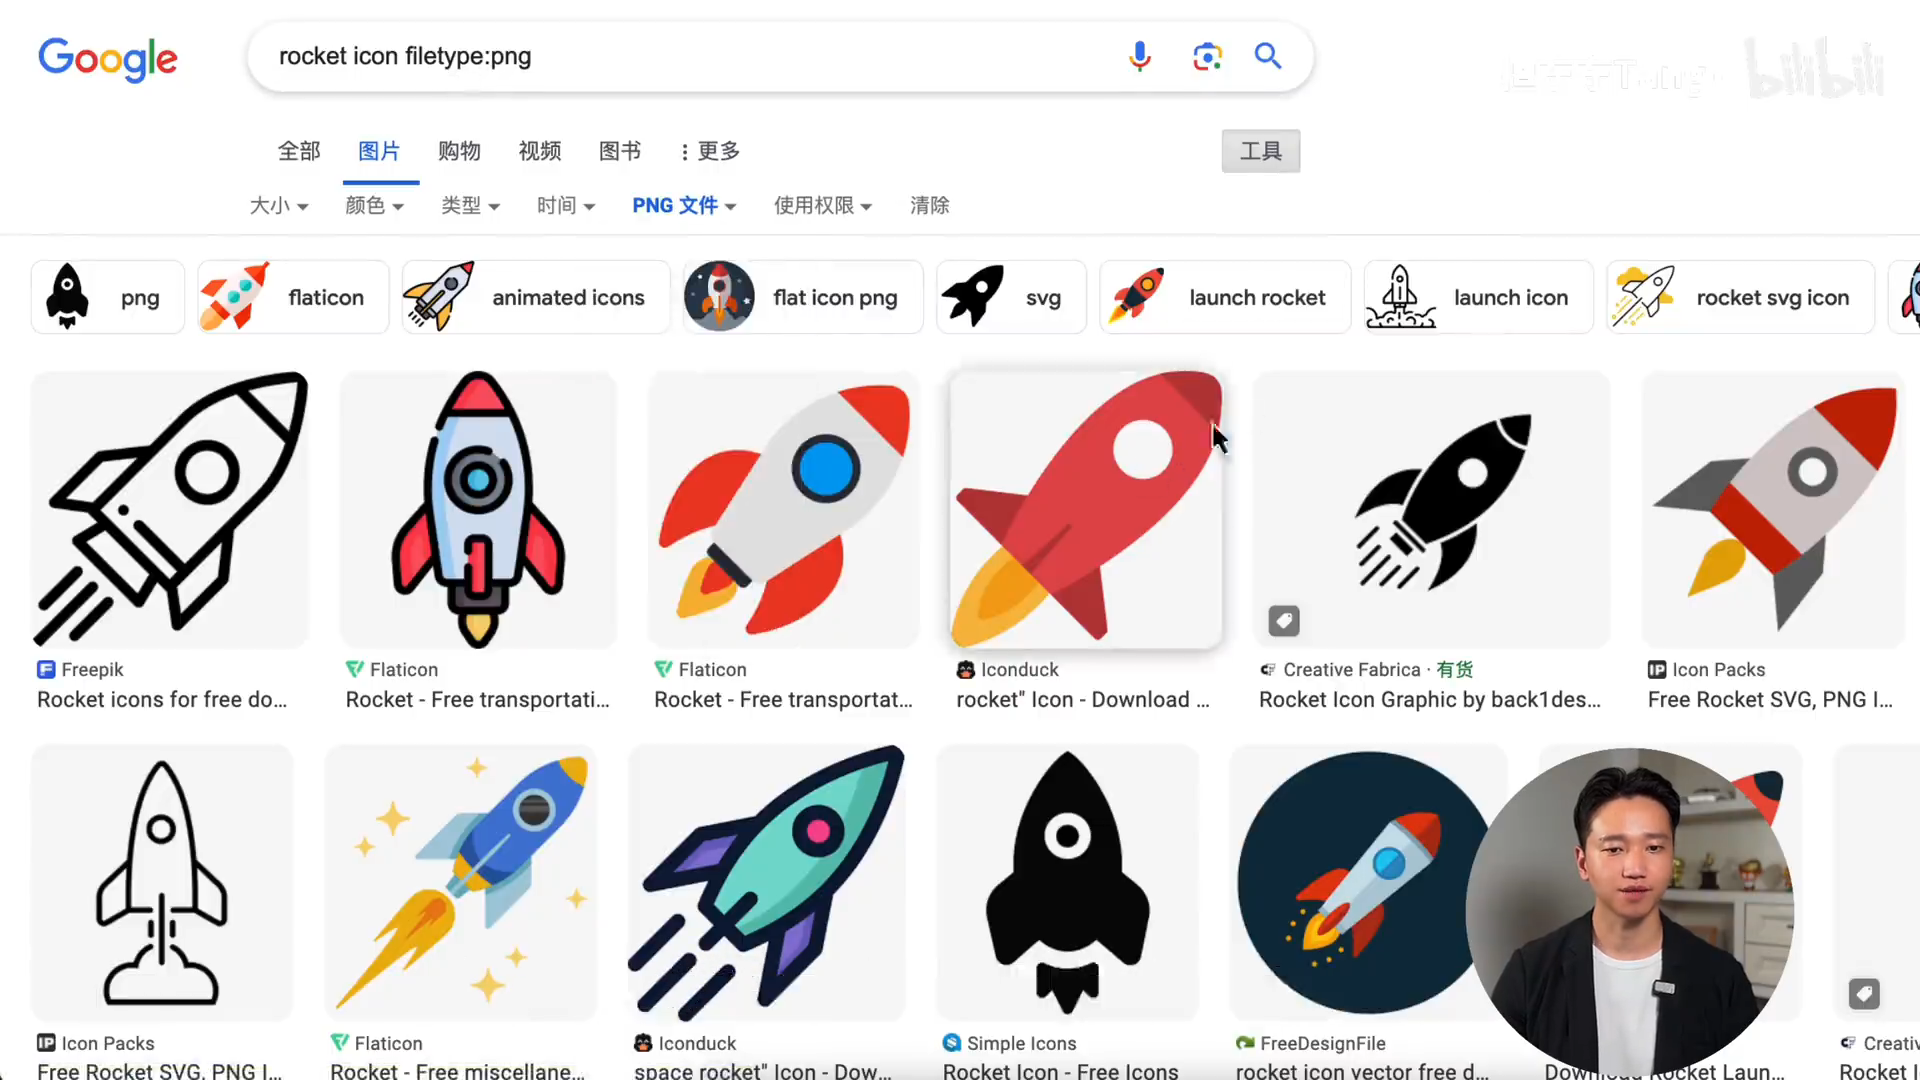 Google
rocket icon filetype:png
bilibili
全部
图片
购物
视频
图书
更多
工具
大小
颜色
类型
时间
PNG 文件
使用权限
清除
png
flaticon
animated icons
flat icon png
svg
launch rocket
launch icon
rocket svg icon
Freepik
Rocket icons for free do...
Flaticon
Rocket - Free transportati...
Flaticon
Rocket - Free transportat...
Iconduck
rocket" Icon - Download ...
Creative Fabrica · 有货
Rocket Icon Graphic by back1des...
Icon Packs
Free Rocket SVG, PNG I...
Icon Packs
Free Rocket SVG, PNG I...
Flaticon
Rocket - Free miscellane...
Iconduck
space rocket" Icon - Dow...
Simple Icons
Rocket Icon - Free Icons
FreeDesignFile
rocket icon vector free d...
Download Rocket Laun...
Creativ
Rocket I